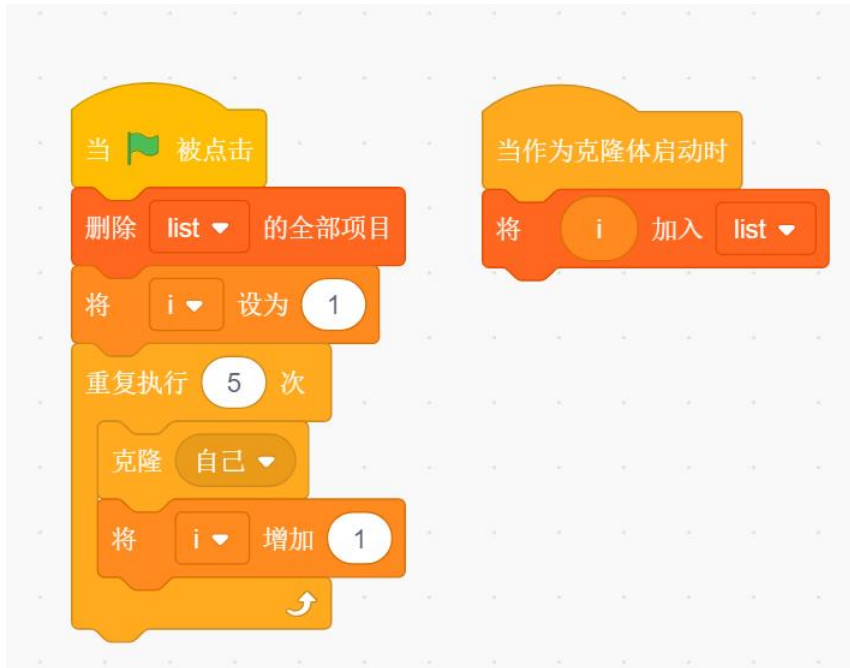 当 被点击
删除 list 的全部项目
将 i 设为 1
重复执行 5 次
克隆 自己
将 i 增加 1
当作为克隆体启动时
将 i 加入 list